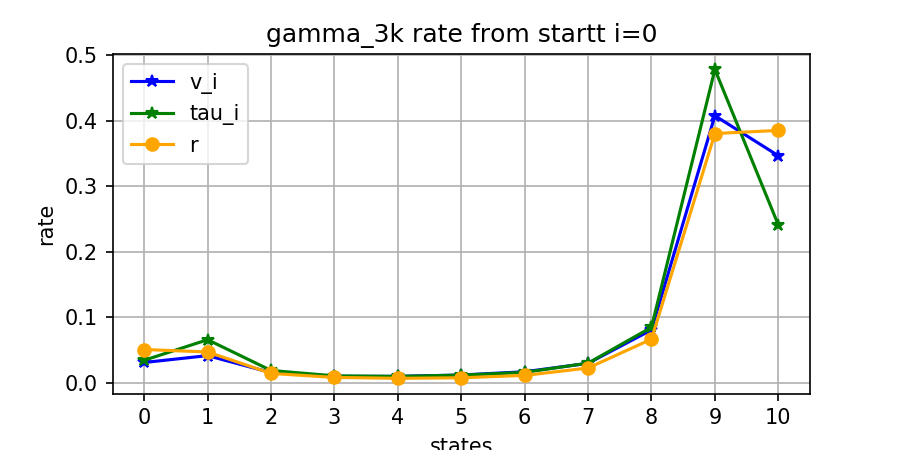 gamma_3k rate from startt i=0
v_i
tau_i
r
rate
0.5
0.4
0.3
0.2
0.1
0.0
0 1 2 3 4 5 6 7 8 9 10
states